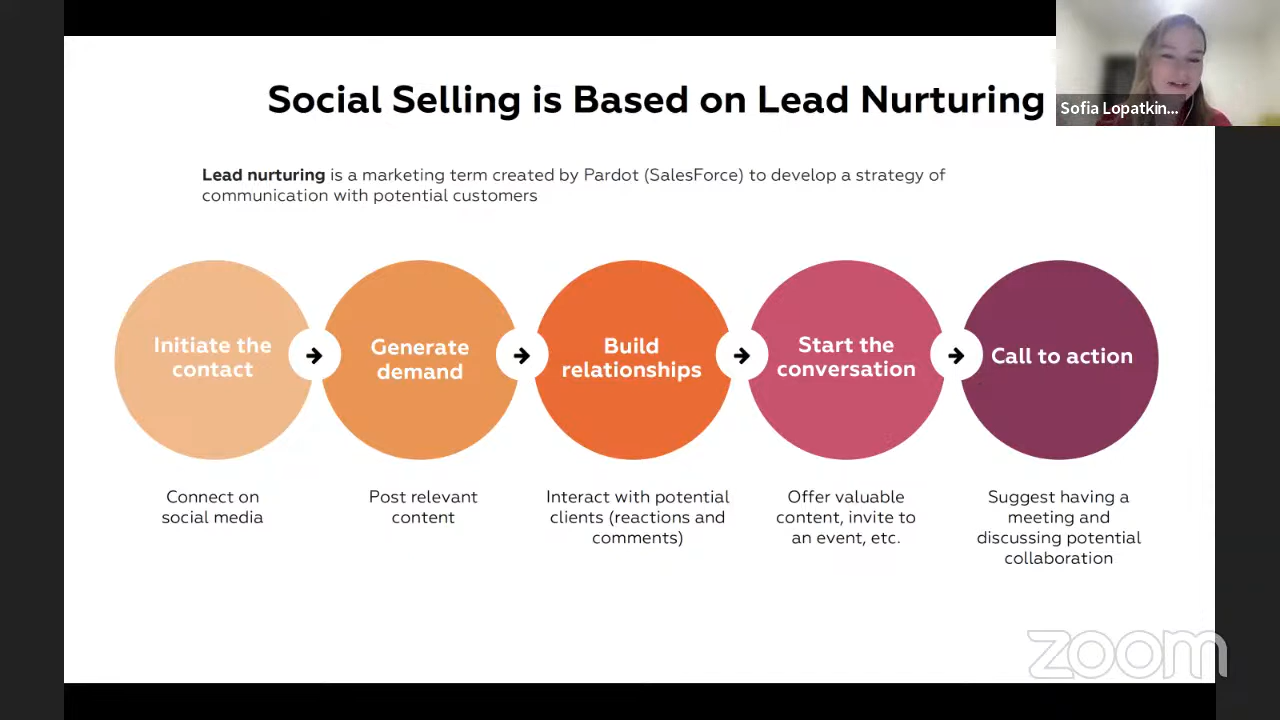 Social Selling is Based on Lead Nurturing
Sofia Lopatkin...
Lead nurturing is a marketing term created by Pardot (SalesForce) to develop a strategy of
communication with potential customers
Initiate the
contact
Generate
demand
Build
relationships
Start the
conversation
Call to action
Connect on
social media
Post relevant
content
Interact with potential
clients (reactions and
comments)
Offer valuable
content, invite to
an event, etc.
Suggest having a
meeting and
discussing potential
collaboration
zoom